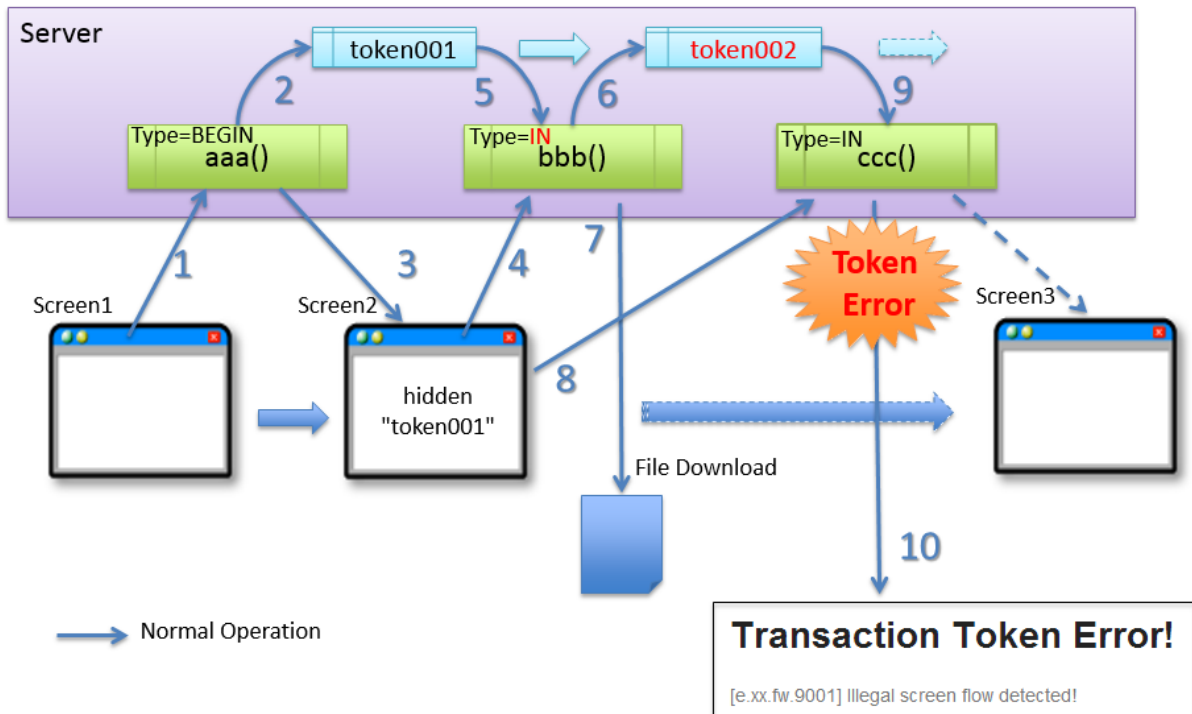 Server
token001
token002
2
5
6
9
Type=BEGIN
aaa()
Type=IN
bbb()
Type=IN
ccc()
1
3
4
7
Token
Error
Screen1
Screen2
Screen3
hidden
"token001"
8
File Download
10
Normal Operation
Transaction Token Error!
[e.xx.fw.9001] Illegal screen flow detected!